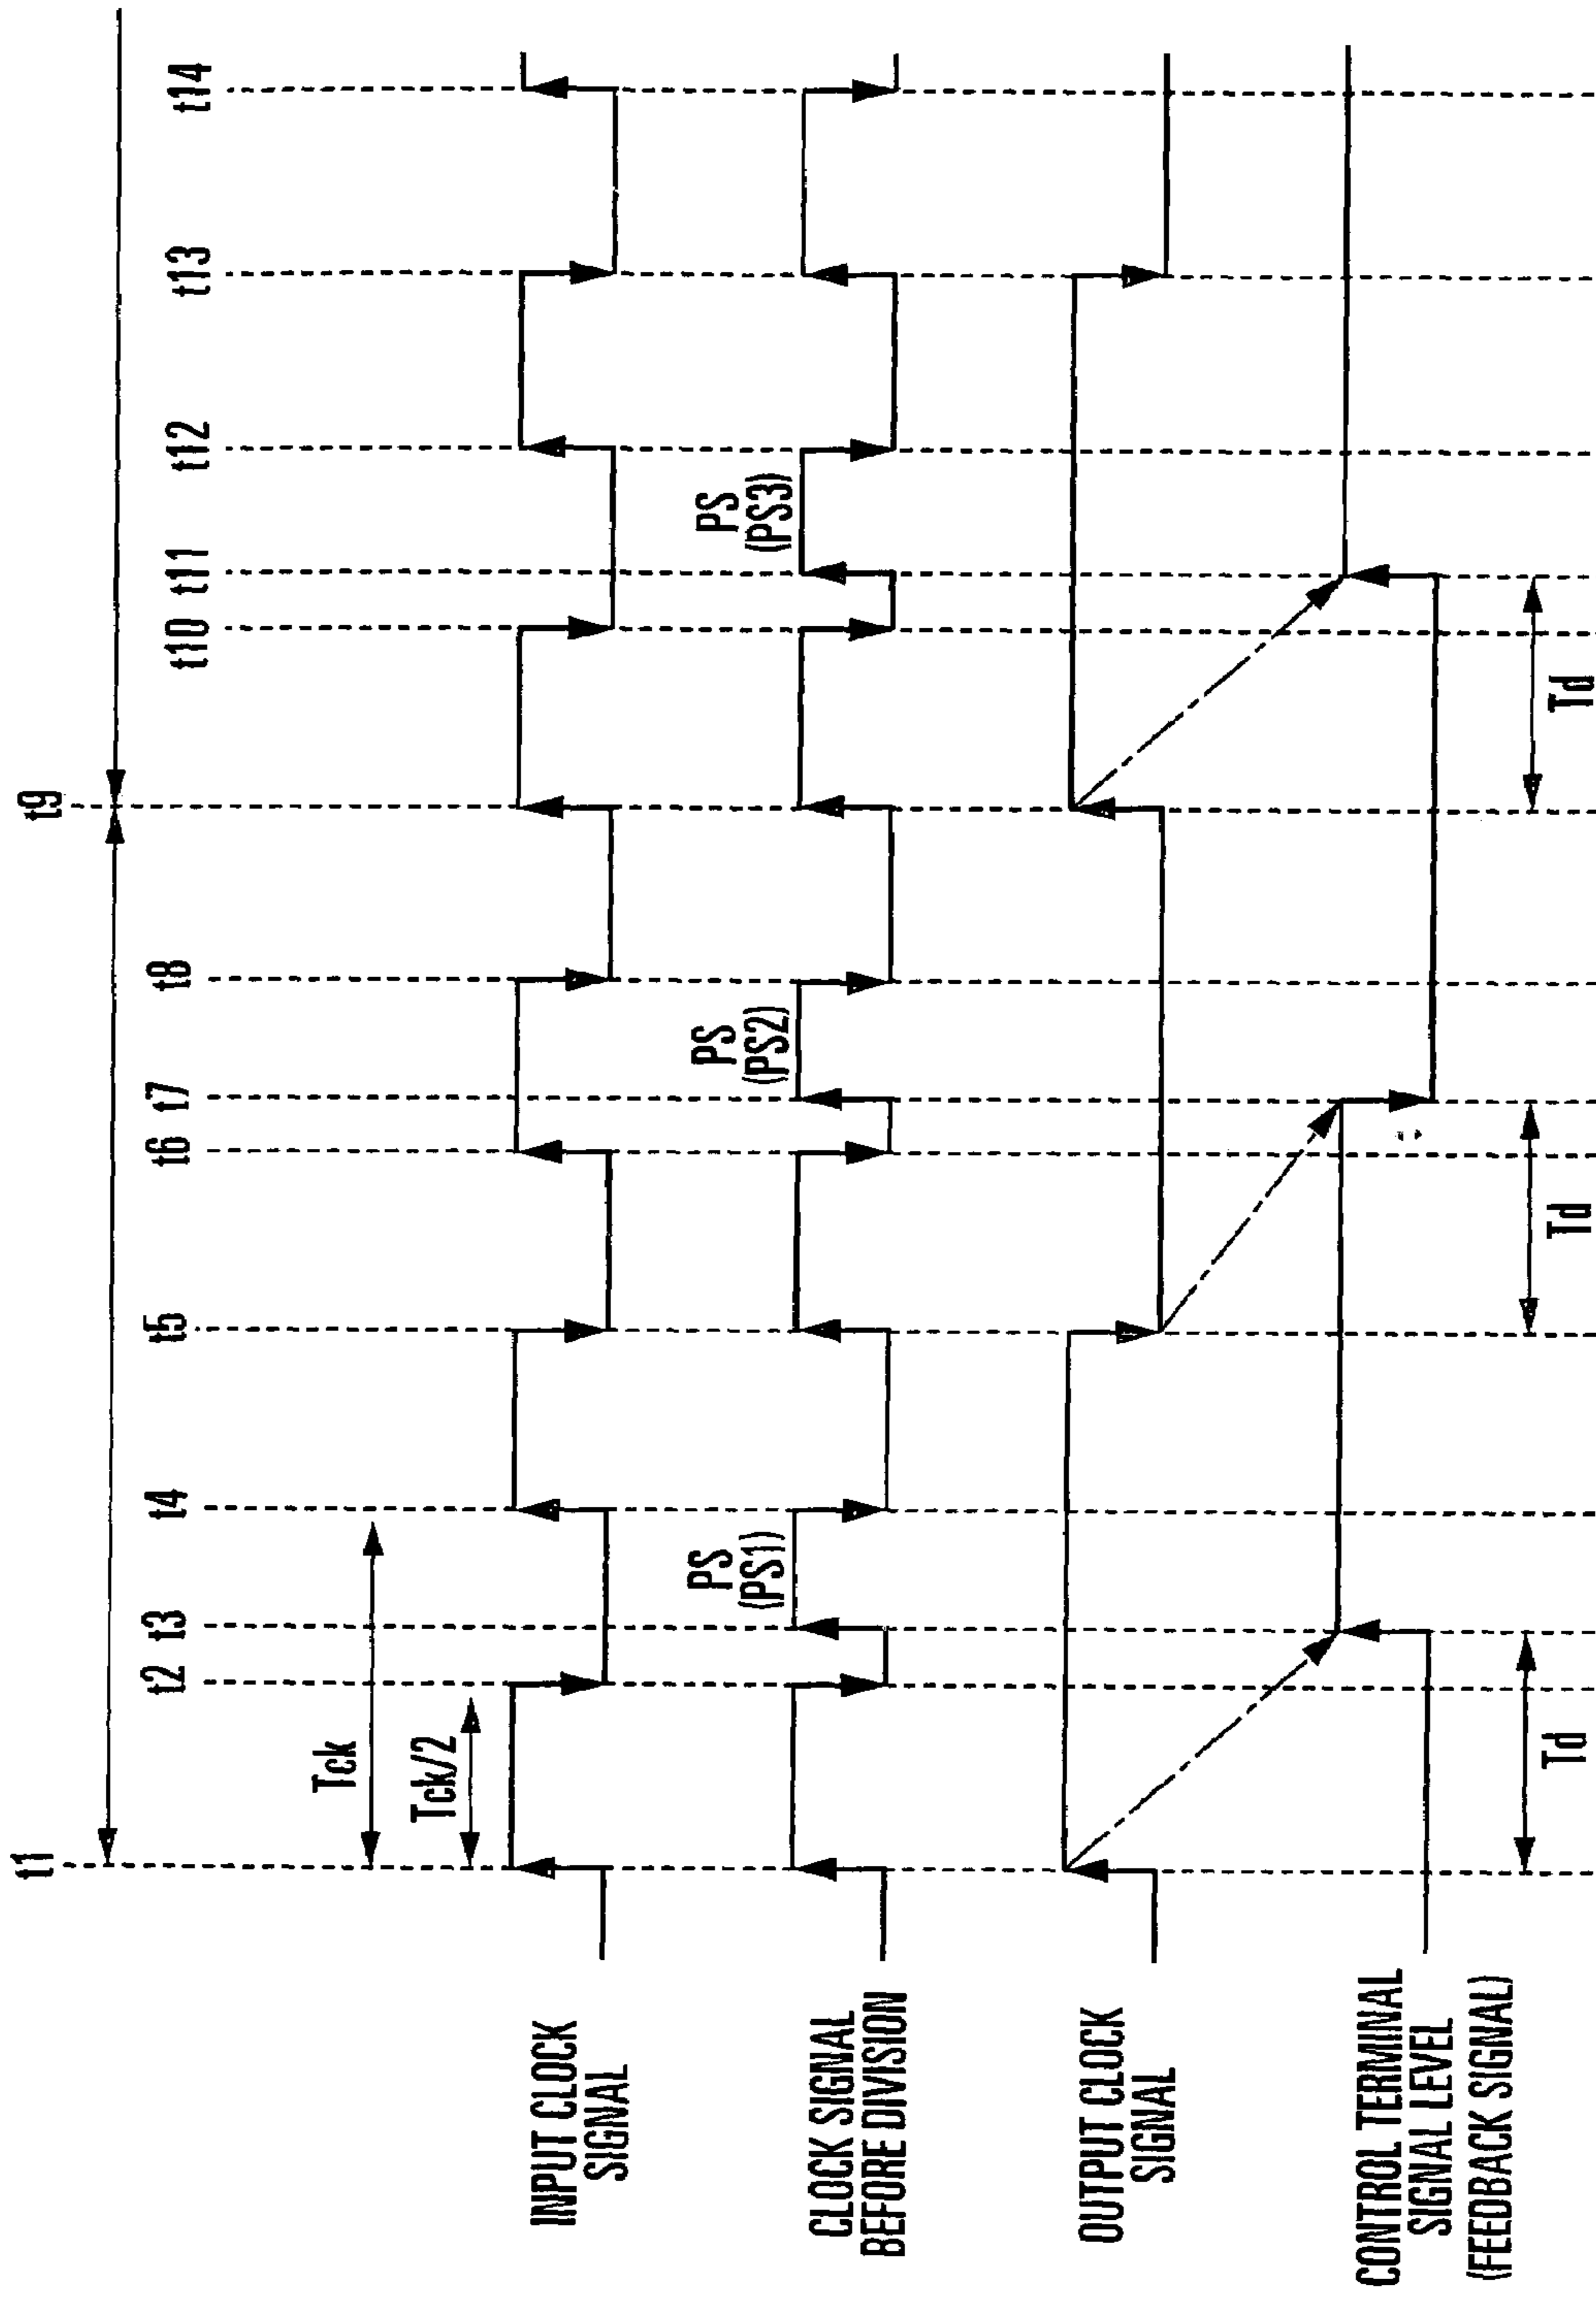 t1
t9
t2
t3
t4
t5
t6
t7
t8
t10
t11
t12
t13
t14
Tck
Tck/2
INPUT CLOCK
SIGNAL
PS
(PS1)
PS
(PS2)
PS
(PS3)
CLOCK SIGNAL
BEFORE DIVISION
OUTPUT CLOCK
SIGNAL
CONTROL TERMINAL
SIGNAL LEVEL
(FEEDBACK SIGNAL)
Td
Td
Td